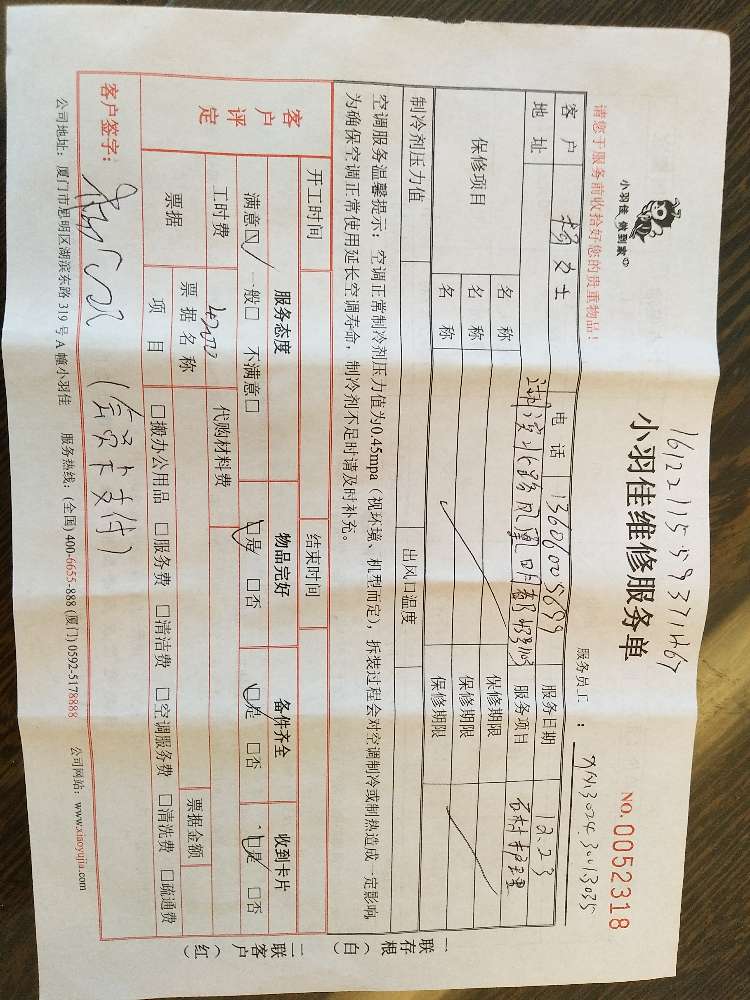 小羽佳 做到家
161221155937467
小羽佳维修服务单
NO. 0052318
请您于服务前收拾好您的贵重物品！
服务员工：
客户 杨女士 电话 13606005699 服务日期 12.23
地址 服务项目 石材护理
保修项目 名称 保修期限
名称 保修期限
名称 保修期限
制冷剂压力值 出风口温度
空调服务温馨提示：空调正常制冷剂压力值为0.45mpa（视环境、机型而定），拆装过程会对空调制冷或制热造成一定影响，
为确保空调正常使用延长空调寿命，制冷剂不足时请及时补充。
开工时间 结束时间
客户评定 服务态度 物品完好 备件齐全 收到卡片
满意☑ 一般□ 不满意□ ☑是 □否 ☑是 □否 ☑是 □否
工时费 代购材料费
票据 票据名称 票据金额
项目 □搬办公用品 □服务费 □清洁费 □空调服务费 □清洗费 □疏通费
客户签字： （会员卡支付）
公司地址：厦门市思明区湖滨东路 319 号 A 幢小羽佳 服务热线：(全国) 400-6655-888 (厦门) 0592-5178888 公司网站：www.xiaoyujia.com
一存根（白）
二客户（红）
联
联